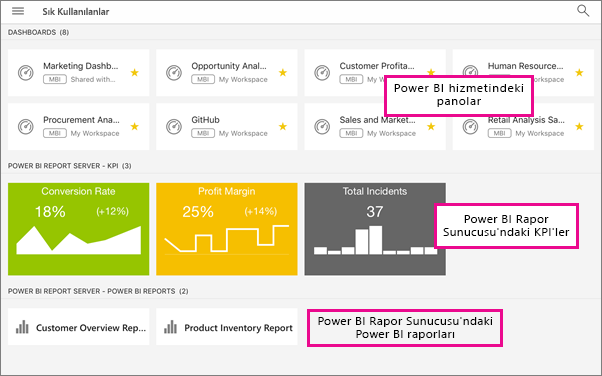 Sık Kullanılanlar
DASHBOARDS (8)
Marketing Dashb...
MBI Shared with...
Opportunity Anal...
MBI My Workspace
Customer Profita...
MBI My
Human Resource...
Power BI hizmetindeki
panolar
Procurement Ana...
MBI My Workspace
GitHub
MBI My Workspace
Sales and Market...
MBI My Workspace
Retail Analysis Sa...
MBI My Workspace
POWER BI REPORT SERVER - KPI (3)
Conversion Rate
18% (+12%)
Profit Margin
25% (+14%)
Total Incidents
37
Power BI Rapor
Sunucusu'ndaki KPI'ler
POWER BI REPORT SERVER - POWER BI REPORTS (2)
Customer Overview Rep...
Product Inventory Report
Power BI Rapor Sunucusu'ndaki
Power BI raporları